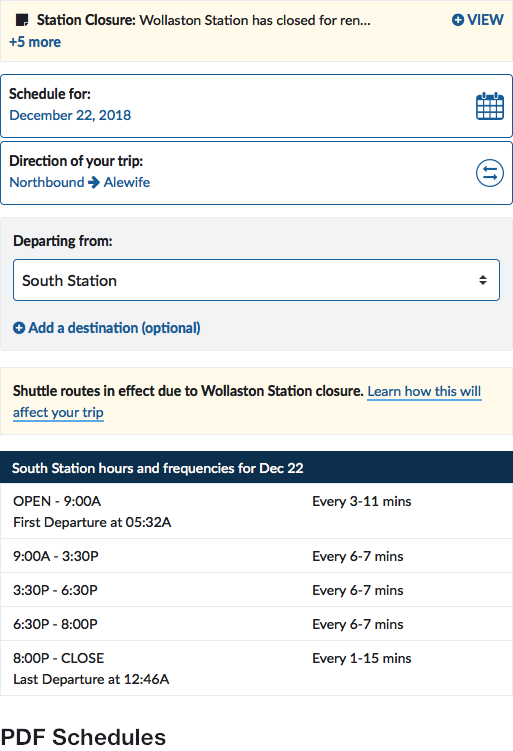 Station Closure: Wollaston Station has closed for ren...
VIEW
+5 more
Schedule for:
December 22, 2018
Direction of your trip:
Northbound → Alewife
Departing from:
South Station
Add a destination (optional)
Shuttle routes in effect due to Wollaston Station closure. Learn how this will
affect your trip
South Station hours and frequencies for Dec 22
OPEN - 9:00A Every 3-11 mins
First Departure at 05:32A
9:00A - 3:30P Every 6-7 mins
3:30P - 6:30P Every 6-7 mins
6:30P - 8:00P Every 6-7 mins
8:00P - CLOSE Every 1-15 mins
Last Departure at 12:46A
PDF Schedules